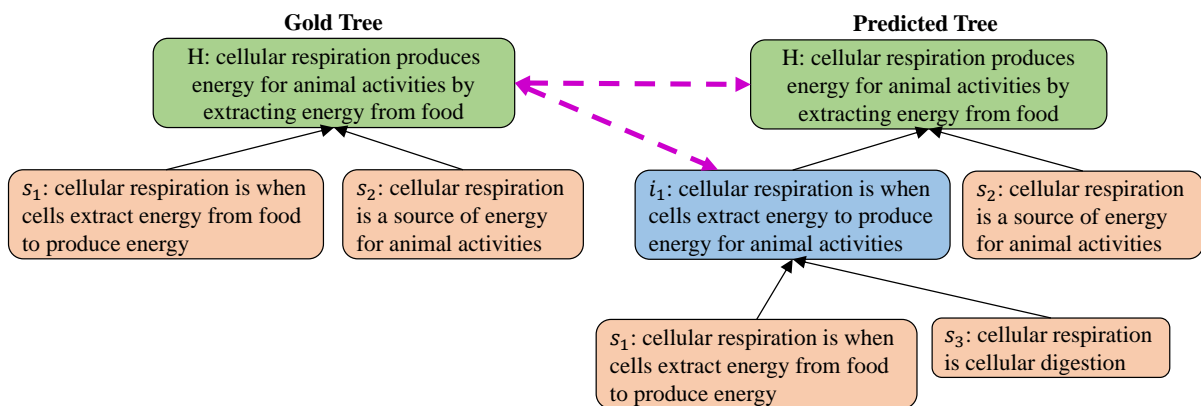 Gold Tree
H: cellular respiration produces
energy for animal activities by
extracting energy from food
s₁: cellular respiration is when
cells extract energy from food
to produce energy
s₂: cellular respiration
is a source of energy
for animal activities
Predicted Tree
H: cellular respiration produces
energy for animal activities by
extracting energy from food
i₁: cellular respiration is when
cells extract energy to produce
energy for animal activities
s₂: cellular respiration
is a source of energy
for animal activities
s₁: cellular respiration is when
cells extract energy from food
to produce energy
s₃: cellular respiration
is cellular digestion